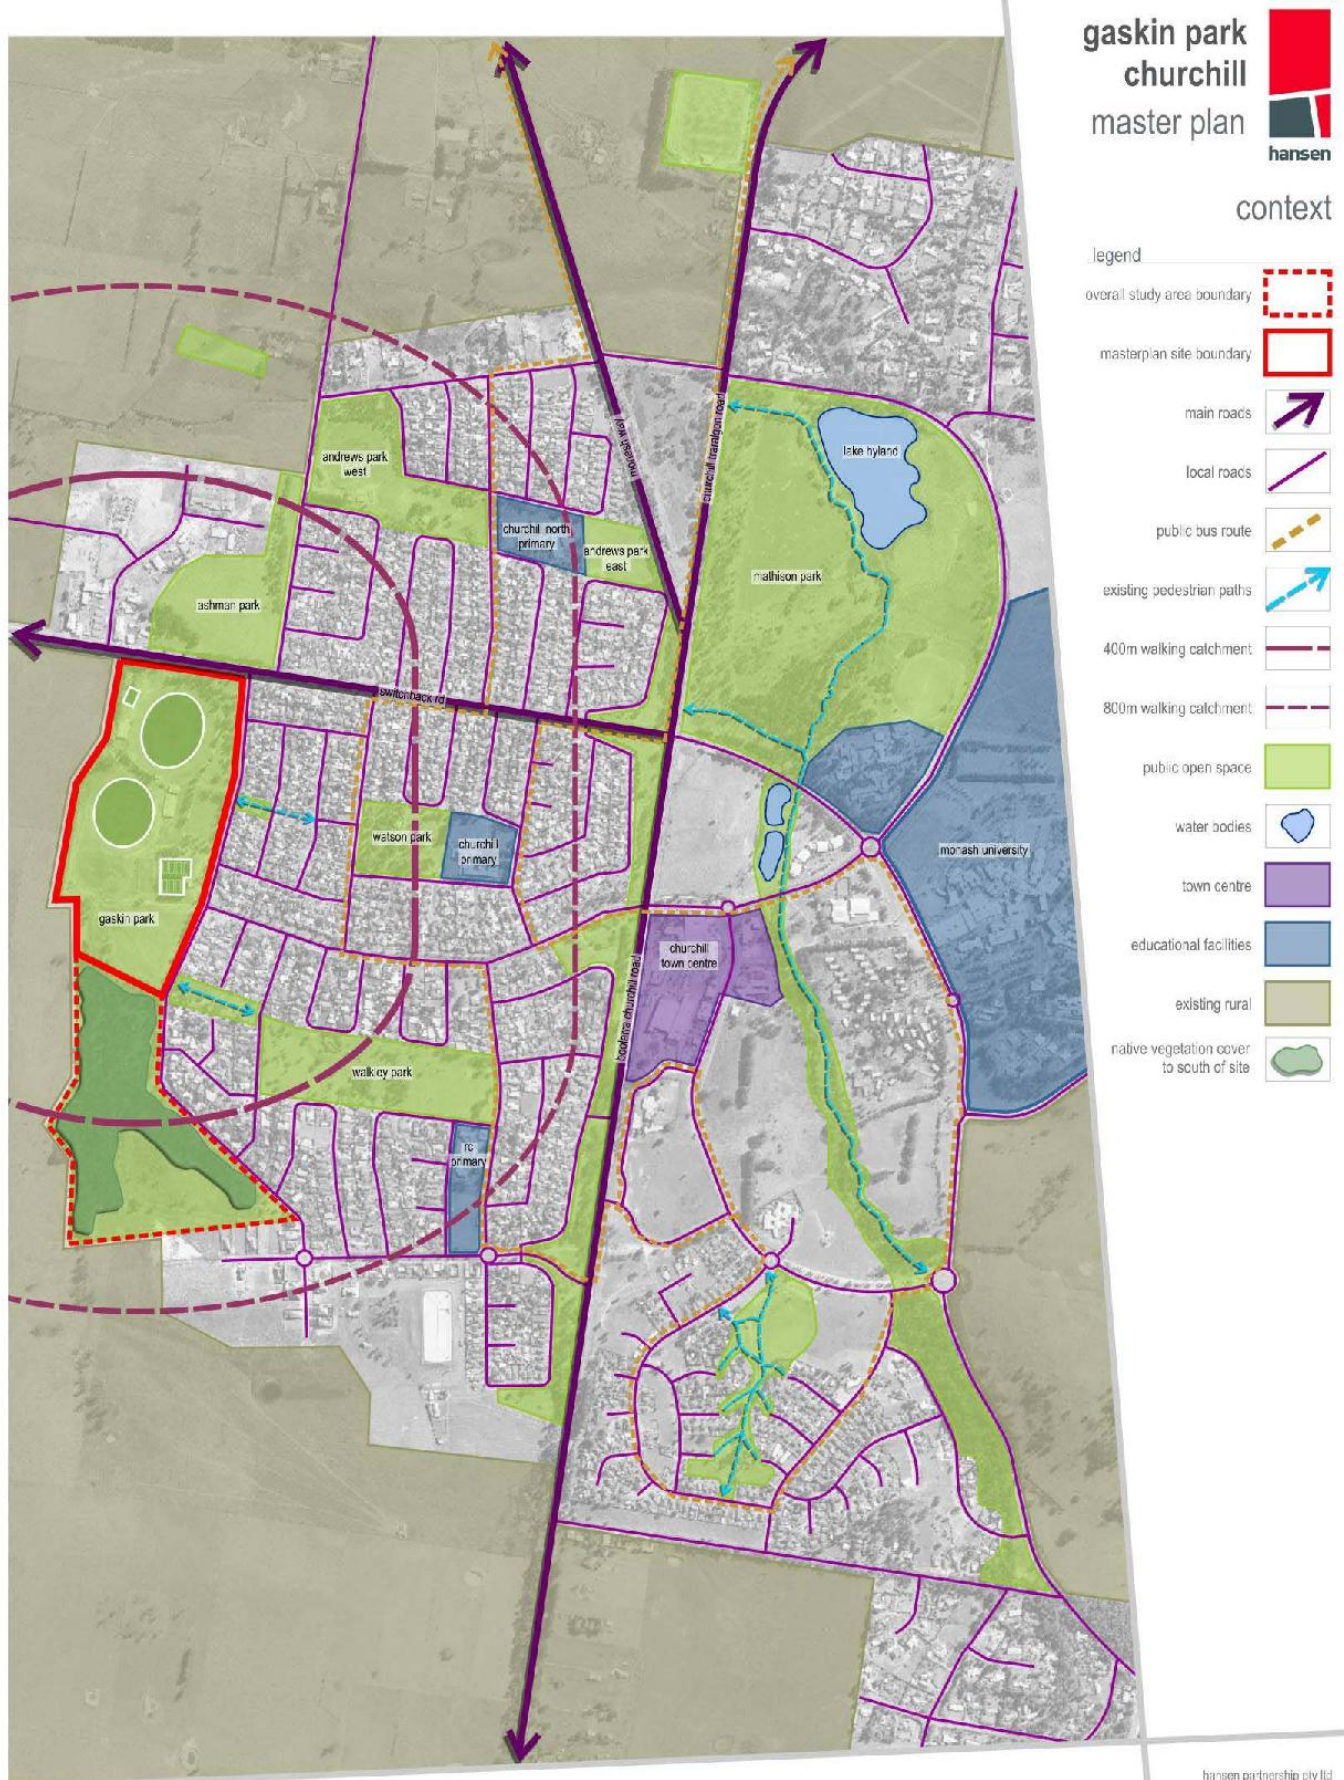 gaskin park
churchill
master plan
hansen
context
legend
overall study area boundary
masterplan site boundary
main roads
local roads
public bus route
existing pedestrian paths
400m walking catchment
800m walking catchment
public open space
water bodies
town centre
educational facilities
existing rural
native vegetation cover
to south of site
andrews park
west
monash way
churchill traralgon road
lake hyland
churchill north
primary
andrews park
east
mathison park
ashman park
switchback rd
watson park
churchill
primary
monash university
gaskin park
churchill
town centre
boolarra churchill road
walkley park
rc
primary
hansen partnership pty ltd